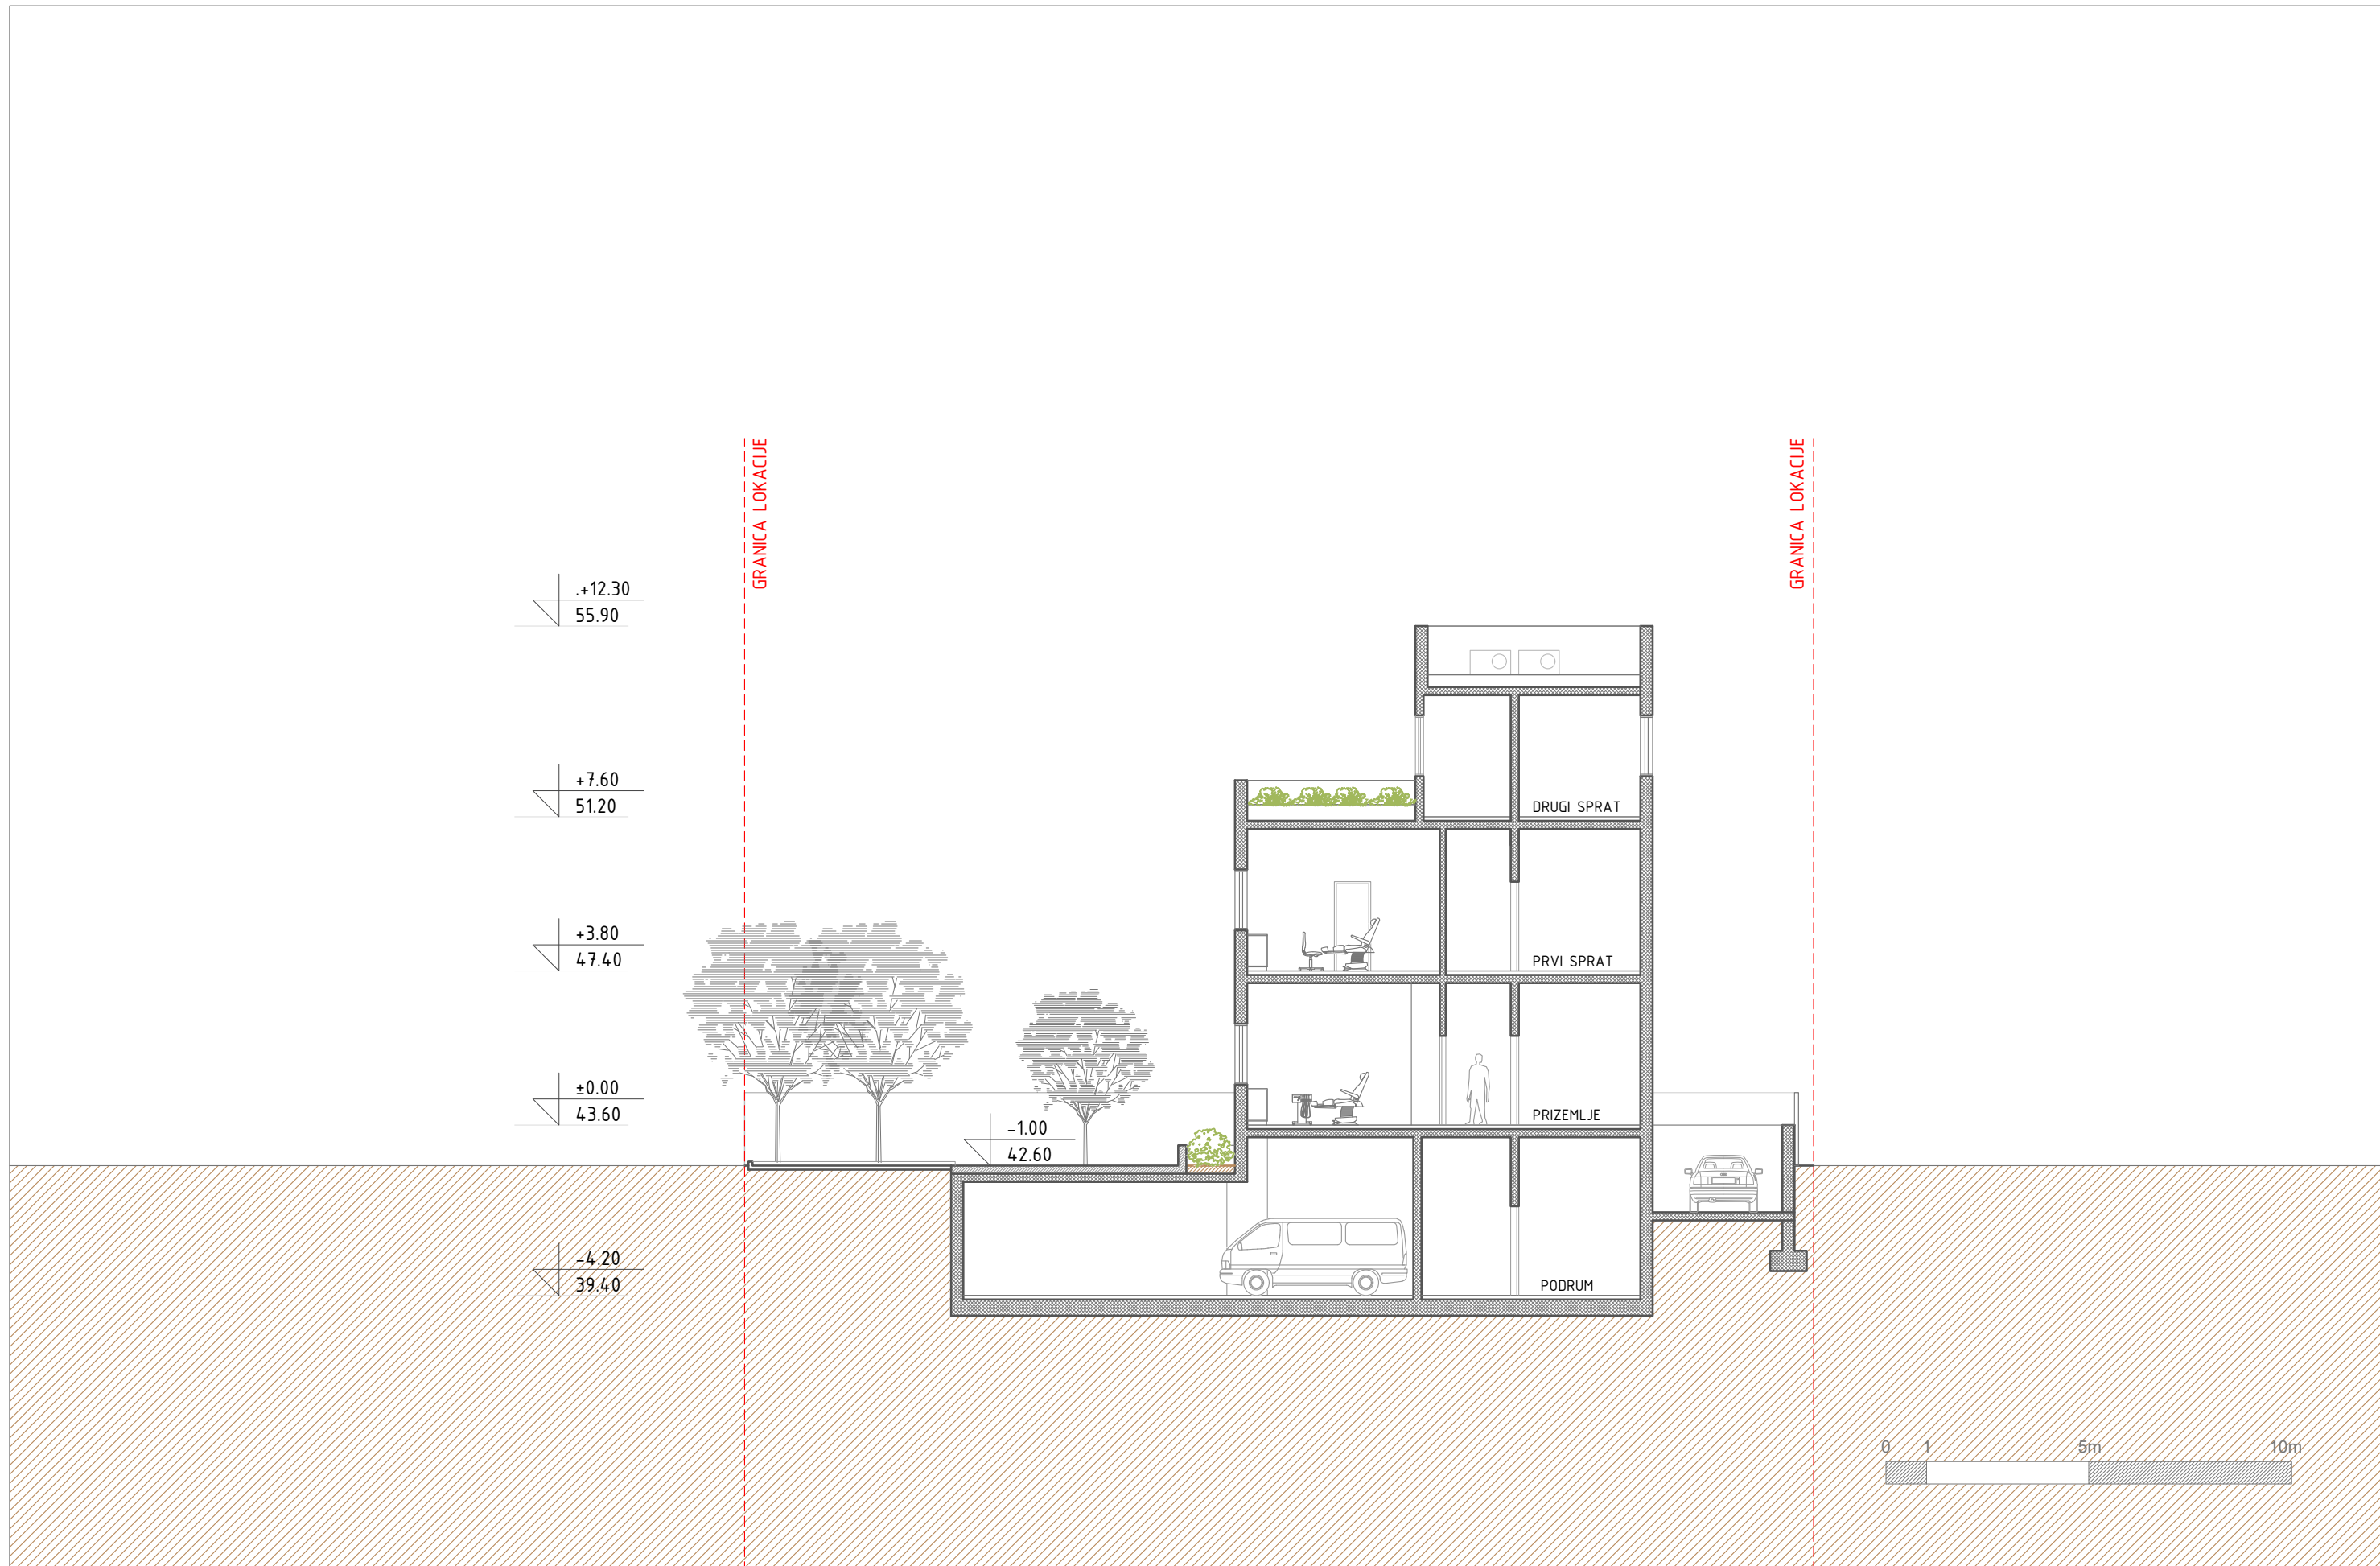 GRANICA LOKACIJE
GRANICA LOKACIJE
.+12.30
55.90
+7.60
51.20
DRUGI SPRAT
+3.80
47.40
PRVI SPRAT
±0.00
43.60
PRIZEMLJE
-1.00
42.60
-4.20
39.40
PODRUM
0 1 5m 10m